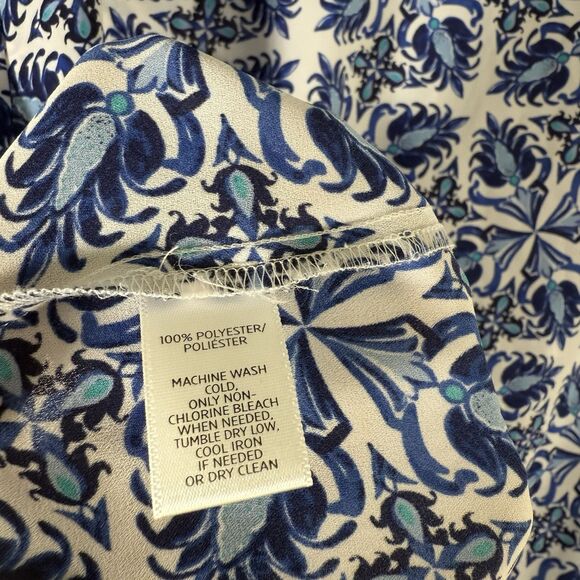 100% POLYESTER/
POLIÉSTER
MACHINE WASH
COLD,
ONLY NON-
CHLORINE BLEACH
WHEN NEEDED,
TUMBLE DRY LOW,
COOL IRON
IF NEEDED
OR DRY CLEAN